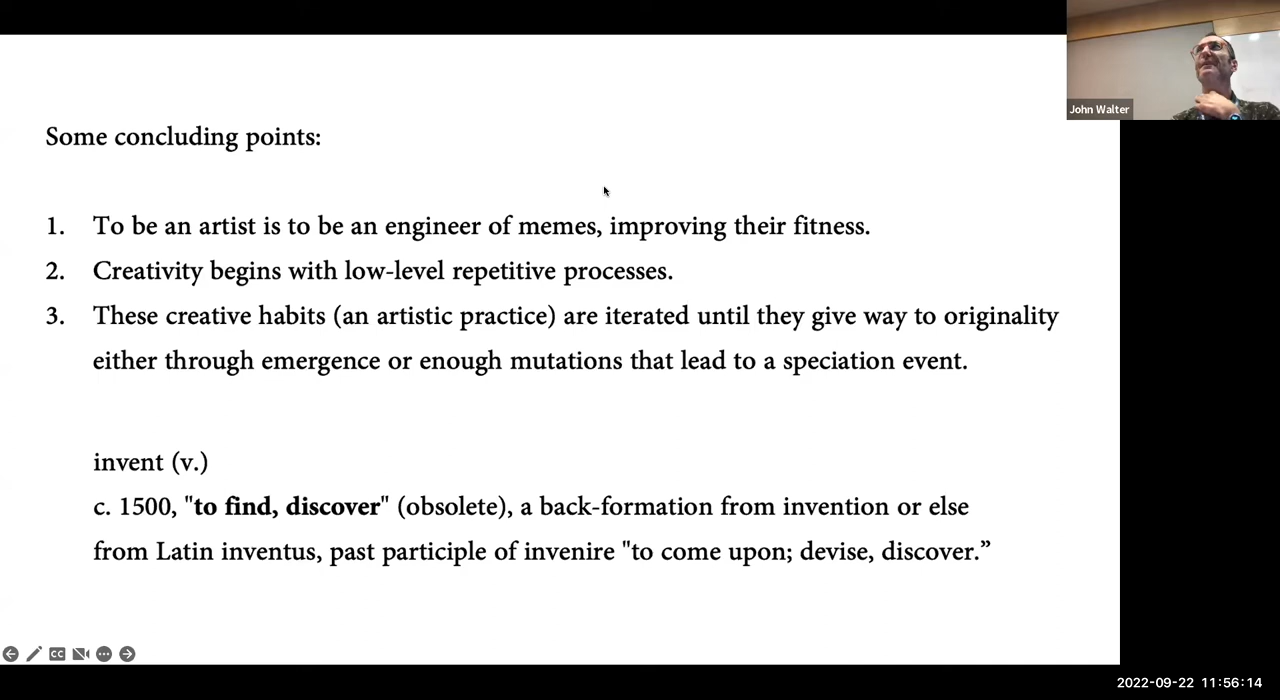 John Walter
Some concluding points:
1. To be an artist is to be an engineer of memes, improving their fitness.
2. Creativity begins with low-level repetitive processes.
3. These creative habits (an artistic practice) are iterated until they give way to originality
either through emergence or enough mutations that lead to a speciation event.
invent (v.)
c. 1500, "to find, discover" (obsolete), a back-formation from invention or else
from Latin inventus, past participle of invenire "to come upon; devise, discover.”
CC
2022-09-22 11:56:14